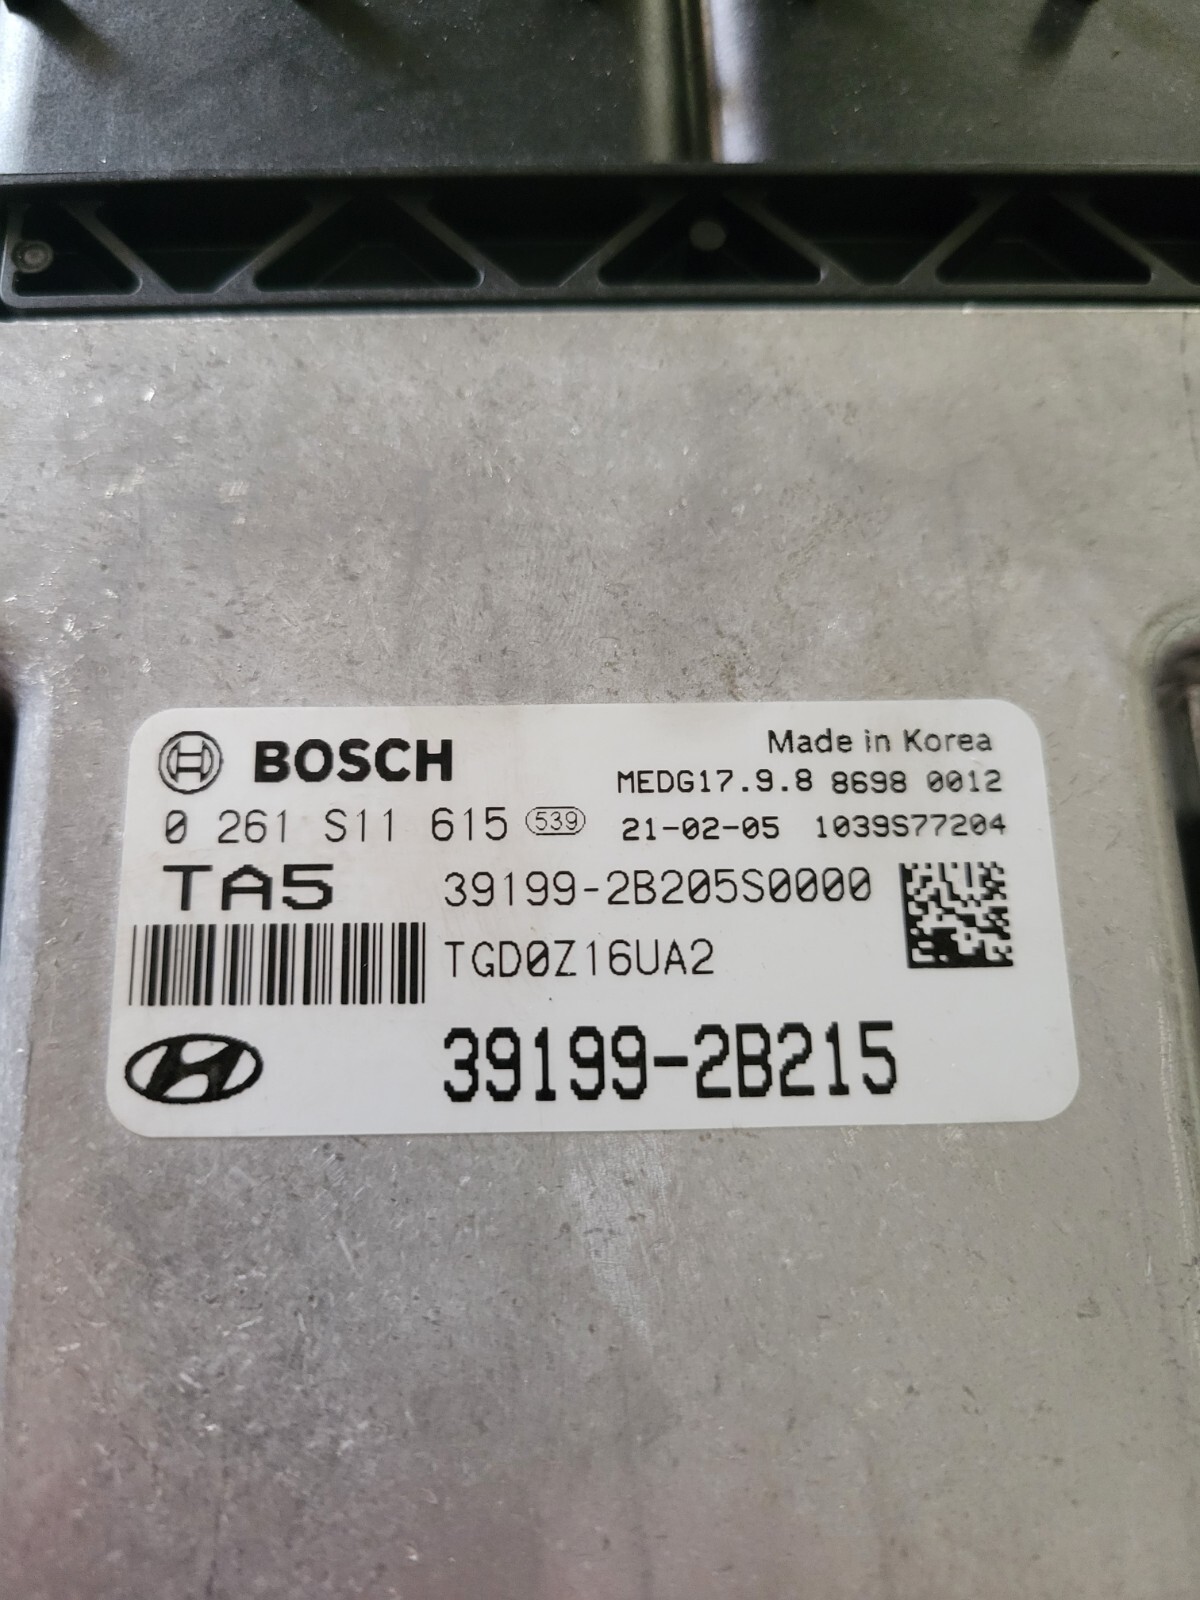 BOSCH
Made in Korea
MEDG17.9.8 8698 0012
0 261 S11 615 539
21-02-05 1039S77204
TA5
39199-2B205S0000
TGD0Z16UA2
39199-2B215